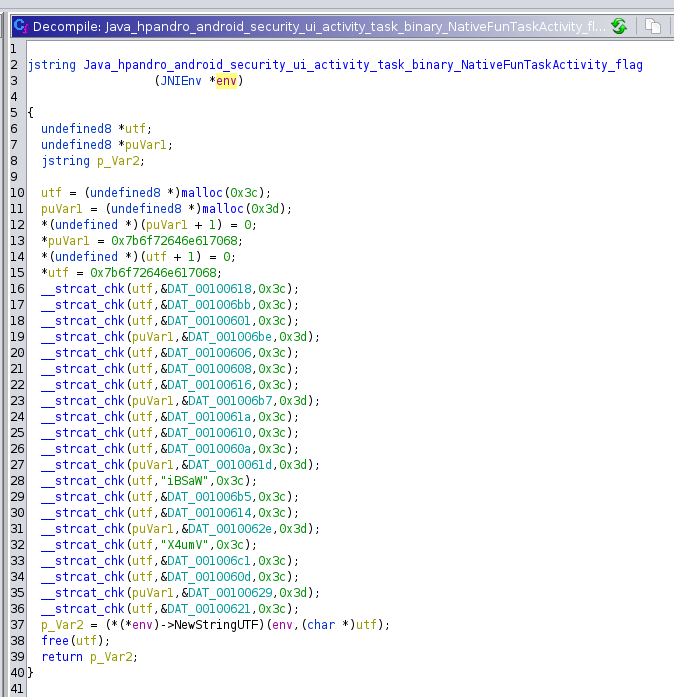 Decompile: Java_hpandro_android_security_ui_activity_task_binary_NativeFunTaskActivity_fl...
1
2 jstring Java_hpandro_android_security_ui_activity_task_binary_NativeFunTaskActivity_flag
3 (JNIEnv *env)
4
5 {
6 undefined8 *utf;
7 undefined8 *puVar1;
8 jstring p_Var2;
9
10 utf = (undefined8 *)malloc(0x3c);
11 puVar1 = (undefined8 *)malloc(0x3d);
12 *(undefined *)(puVar1 + 1) = 0;
13 *puVar1 = 0x7b6f72646e617068;
14 *(undefined *)(utf + 1) = 0;
15 *utf = 0x7b6f72646e617068;
16 __strcat_chk(utf,&DAT_00100618,0x3c);
17 __strcat_chk(utf,&DAT_001006bb,0x3c);
18 __strcat_chk(utf,&DAT_00100601,0x3c);
19 __strcat_chk(puVar1,&DAT_001006be,0x3d);
20 __strcat_chk(utf,&DAT_00100606,0x3c);
21 __strcat_chk(utf,&DAT_00100608,0x3c);
22 __strcat_chk(utf,&DAT_00100616,0x3c);
23 __strcat_chk(puVar1,&DAT_001006b7,0x3d);
24 __strcat_chk(utf,&DAT_0010061a,0x3c);
25 __strcat_chk(utf,&DAT_00100610,0x3c);
26 __strcat_chk(utf,&DAT_0010060a,0x3c);
27 __strcat_chk(puVar1,&DAT_0010061d,0x3d);
28 __strcat_chk(utf,"iBSaW",0x3c);
29 __strcat_chk(utf,&DAT_001006b5,0x3c);
30 __strcat_chk(utf,&DAT_00100614,0x3c);
31 __strcat_chk(puVar1,&DAT_0010062e,0x3d);
32 __strcat_chk(utf,"X4umV",0x3c);
33 __strcat_chk(utf,&DAT_001006c1,0x3c);
34 __strcat_chk(utf,&DAT_0010060d,0x3c);
35 __strcat_chk(puVar1,&DAT_00100629,0x3d);
36 __strcat_chk(utf,&DAT_00100621,0x3c);
37 p_Var2 = (*(*env)->NewStringUTF)(env,(char *)utf);
38 free(utf);
39 return p_Var2;
40 }
41